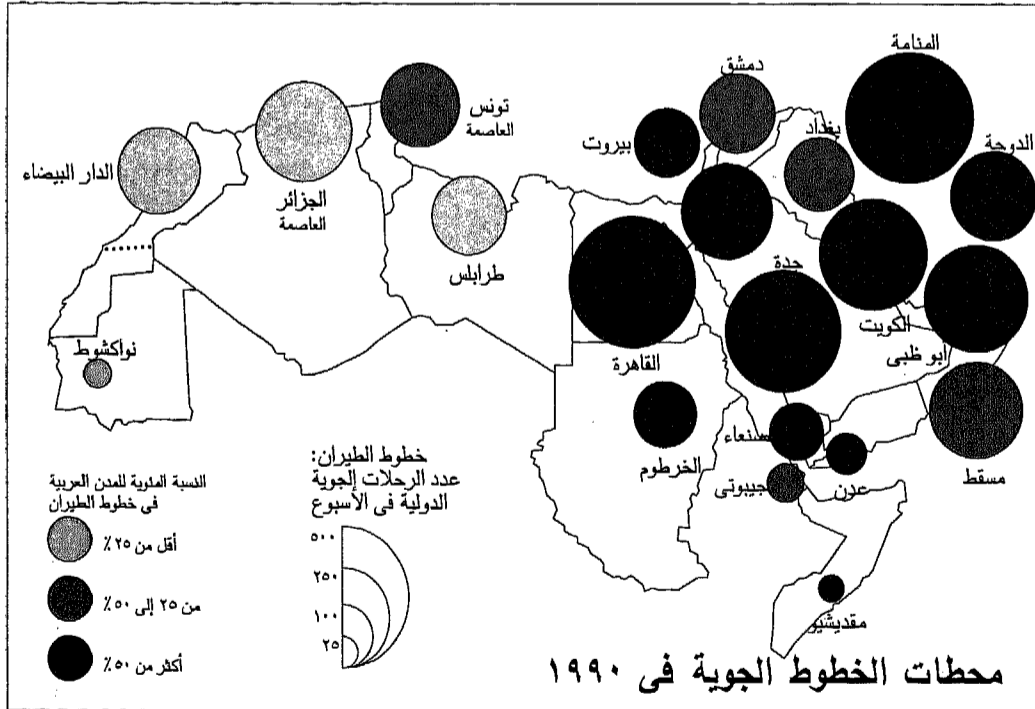 المنامة
دمشق
تونس
العاصمة
بغداد
بيروت
الدوحة
الدار البيضاء
الجزائر
العاصمة
طرابلس
جدة
الكويت
أبو ظبى
القاهرة
نواكشوط
صنعاء
الخرطوم
عدن
مسقط
جيبوتى
مقديشيو
خطوط الطيران:
عدد الرحلات الجوية
الدولية فى الأسبوع
٥٠٠
٢٥٠
١٠٠
٢٥
النسبة المئوية للمدن العربية
فى خطوط الطيران
أقل من ٢٥٪
من ٢٥ إلى ٥٠٪
أكثر من ٥٠٪
محطات الخطوط الجوية فى ١٩٩٠